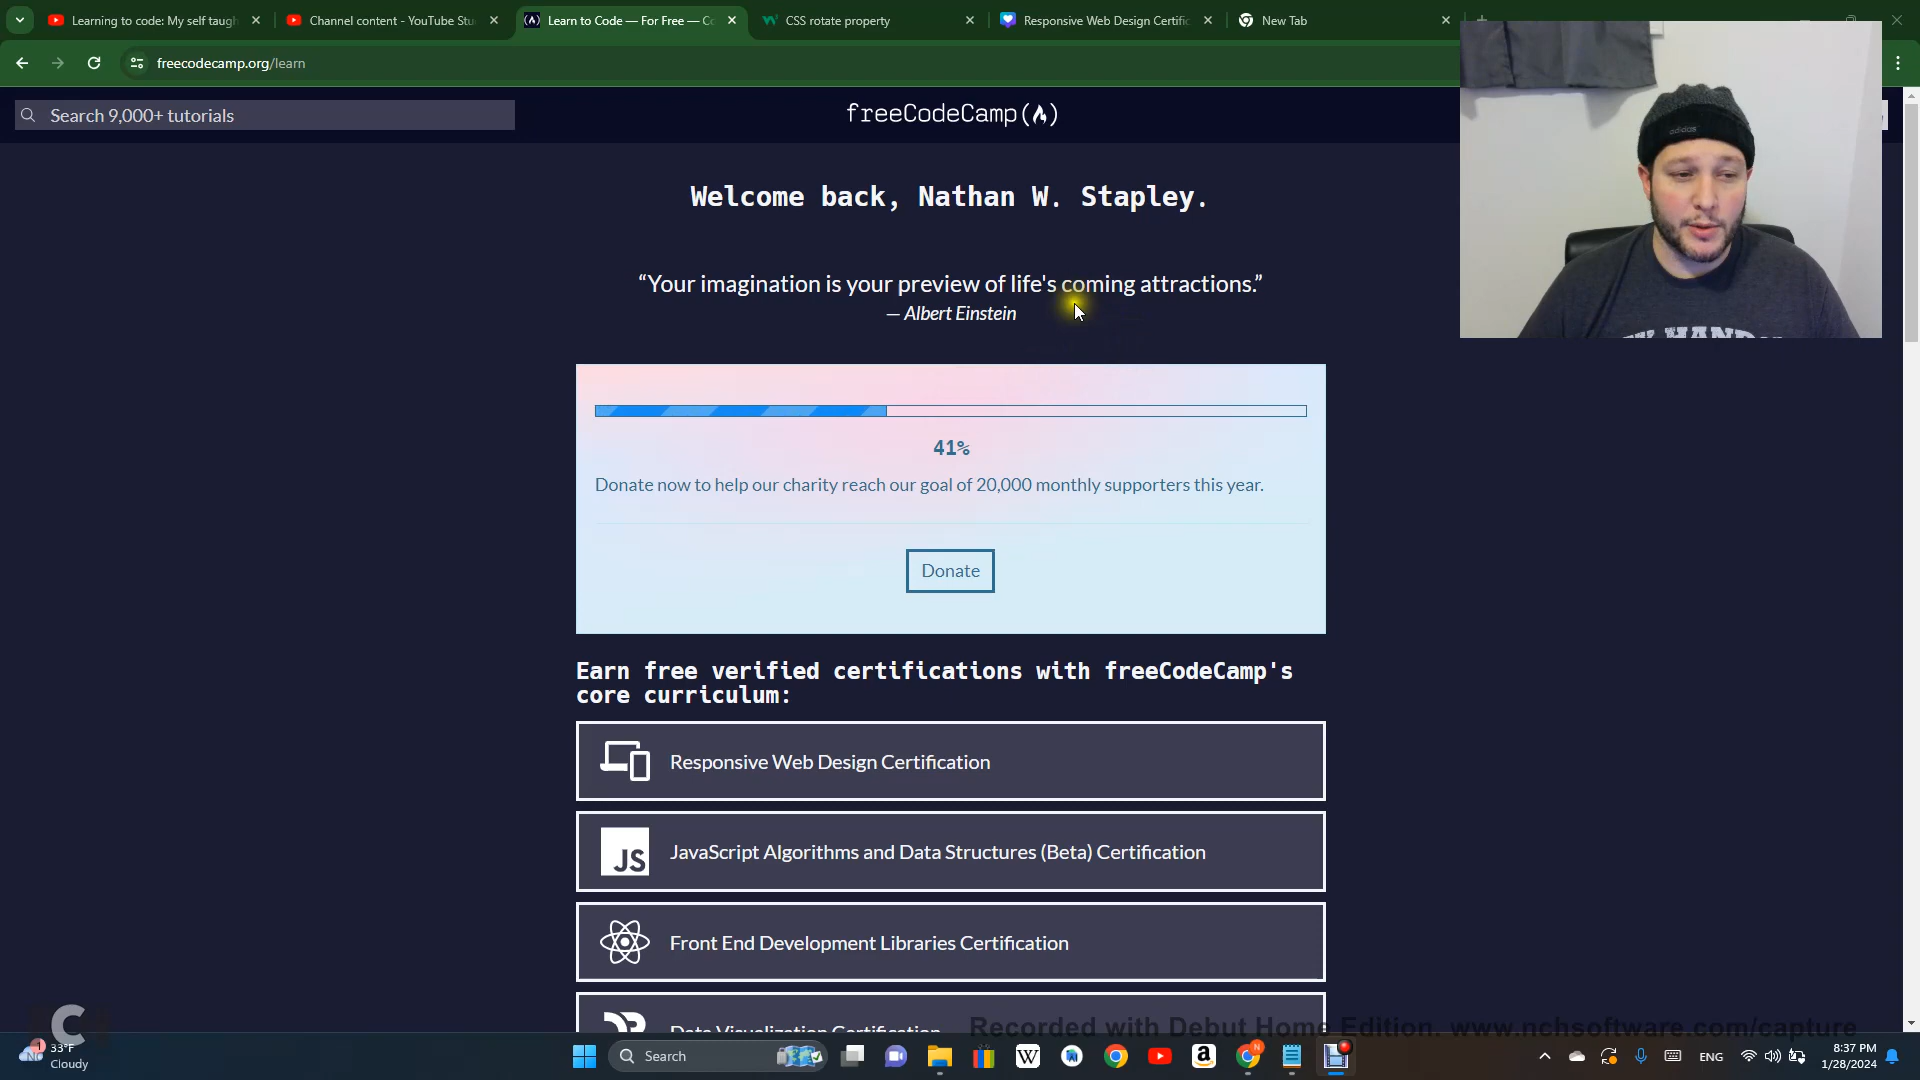 Learning to code: My self taugh
Channel content - YouTube Stu
Learn to Code — For Free — Co
CSS rotate property
Responsive Web Design Certific
New Tab
freecodecamp.org/learn
Search 9,000+ tutorials
freeCodeCamp
adidas
Welcome back, Nathan W. Stapley.
“Your imagination is your preview of life's coming attractions.”
— Albert Einstein
41%
Donate now to help our charity reach our goal of 20,000 monthly supporters this year.
Donate
Earn free verified certifications with freeCodeCamp's
core curriculum:
Responsive Web Design Certification
JS JavaScript Algorithms and Data Structures (Beta) Certification
Front End Development Libraries Certification
Data Visualization Certification
Recorded with Debut Home Edition. www.nchsoftware.com/capture
33°F
Cloudy
Search
ENG
8:37 PM
1/28/2024